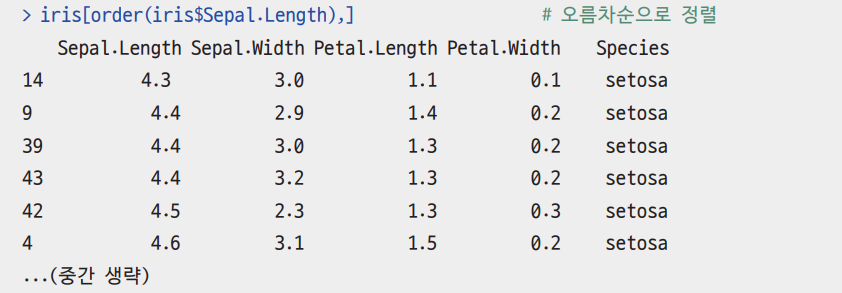 > iris[order(iris$Sepal.Length),] # 오름차순으로 정렬
Sepal.Length Sepal.Width Petal.Length Petal.Width Species
14 4.3 3.0 1.1 0.1 setosa
9 4.4 2.9 1.4 0.2 setosa
39 4.4 3.0 1.3 0.2 setosa
43 4.4 3.2 1.3 0.2 setosa
42 4.5 2.3 1.3 0.3 setosa
4 4.6 3.1 1.5 0.2 setosa
...(중간 생략)